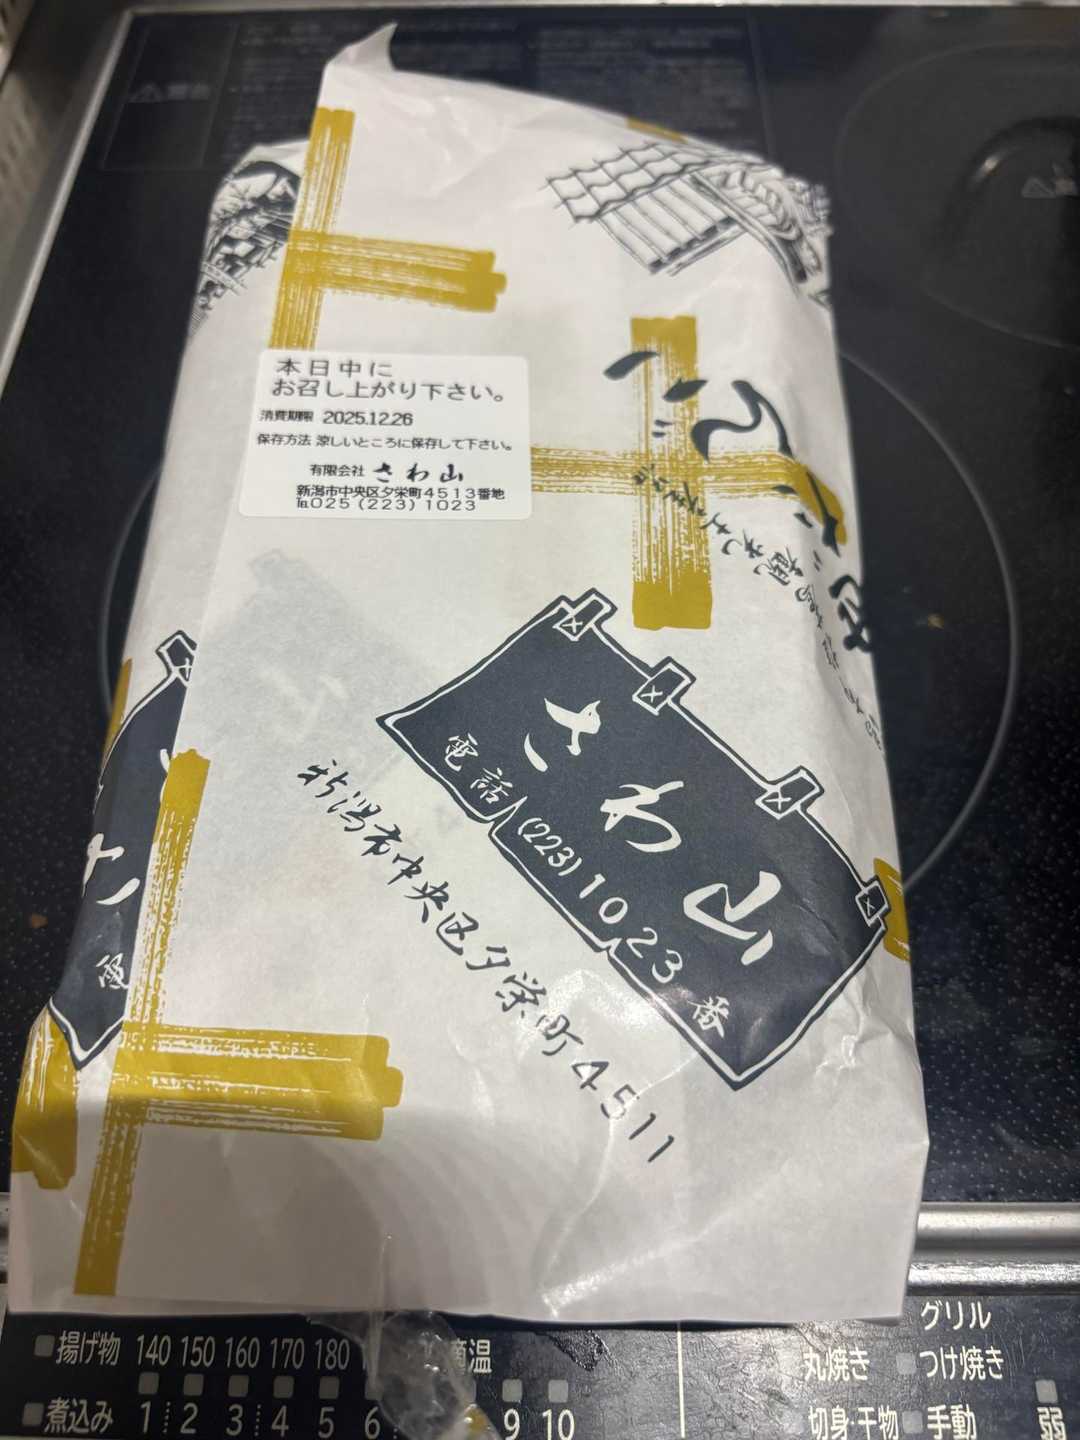 本日中に
お召し上がり下さい。
消費期限 2025.12.26
保存方法 涼しいところに保存して下さい。
有限会社 さわ山
新潟市中央区夕栄町4513番地
℡025(223)1023
さわ山
電話(223)1023番
新潟市中央区夕栄町4511
さ
電
グリル
揚げ物 140 150 160 170 180 適温
丸焼き つけ焼き
煮込み 1 2 3 4 5 6 9 10
切身・干物 手動 弱